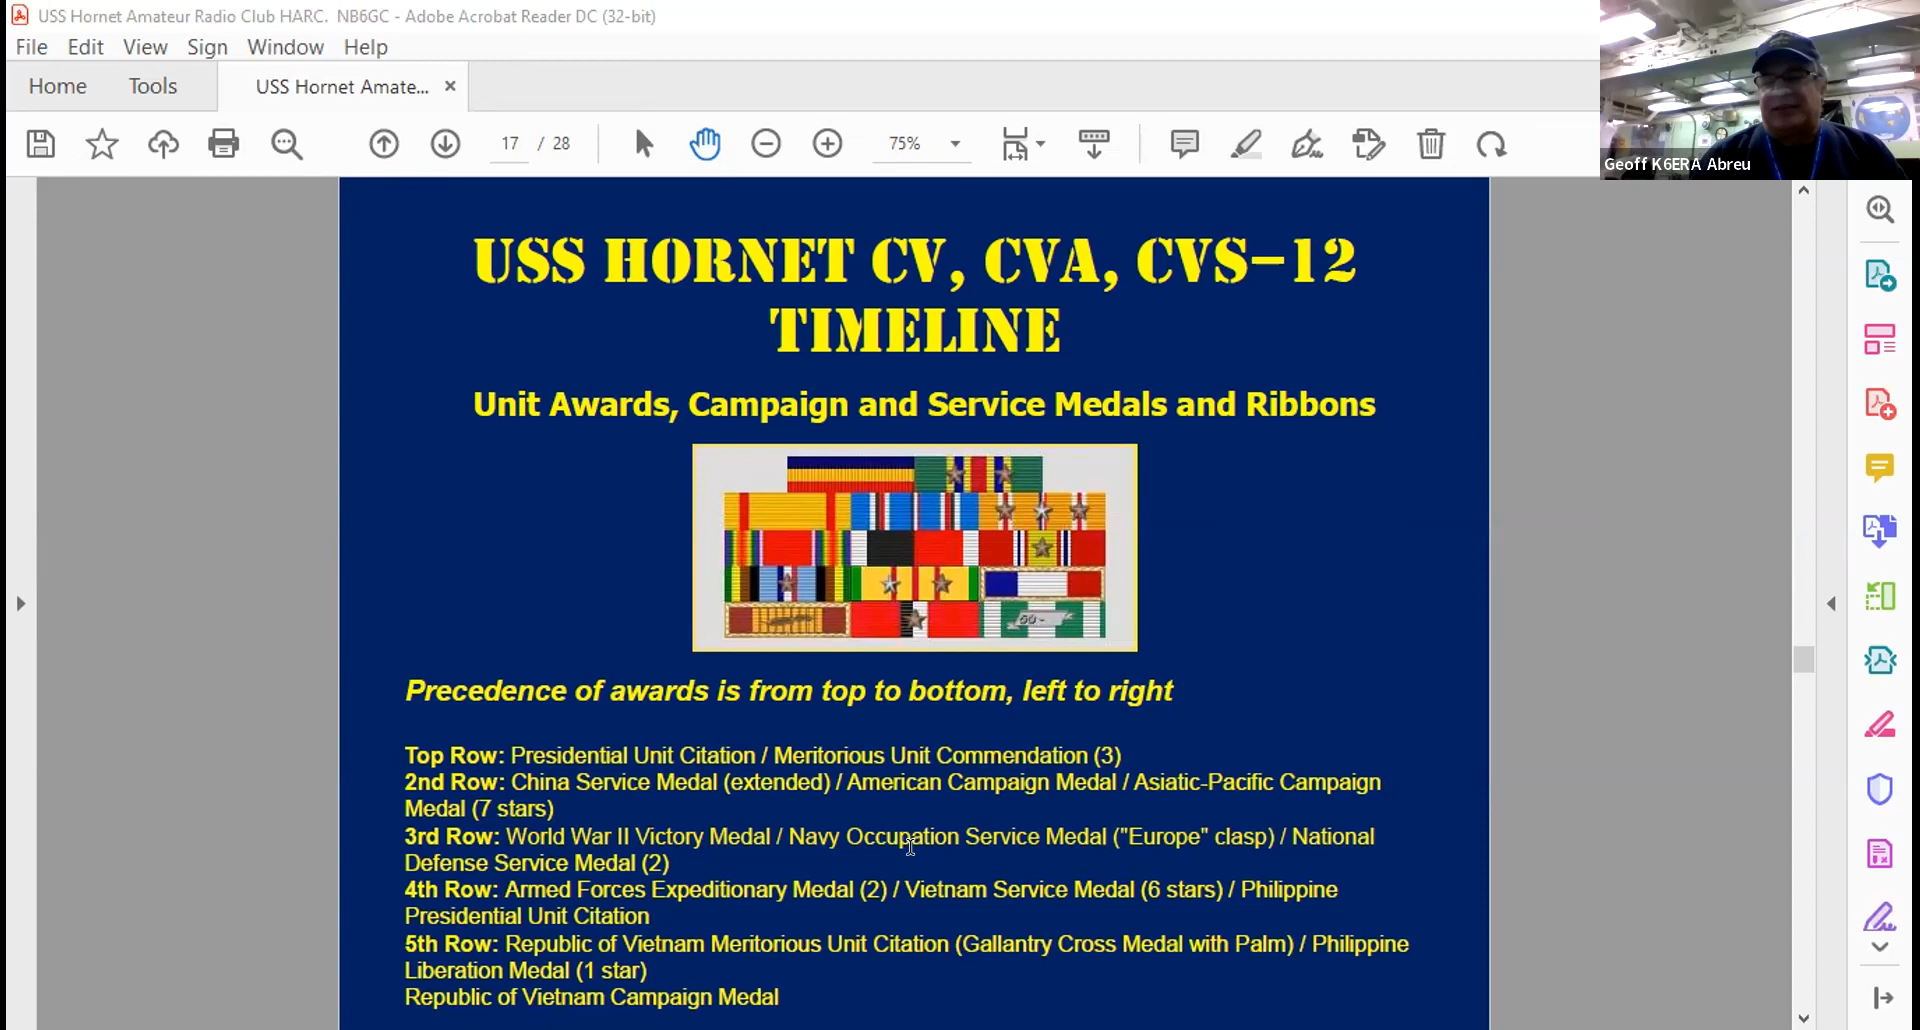 USS Hornet Amateur Radio Club HARC.  NB6GC - Adobe Acrobat Reader DC (32-bit)
File Edit View Sign Window Help
Home Tools USS Hornet Amate... ×
17 / 28 75%
Geoff K6ERA Abreu
USS HORNET CV, CVA, CVS-12
TIMELINE
Unit Awards, Campaign and Service Medals and Ribbons
60 -
Precedence of awards is from top to bottom, left to right
Top Row: Presidential Unit Citation / Meritorious Unit Commendation (3)
2nd Row: China Service Medal (extended) / American Campaign Medal / Asiatic-Pacific Campaign
Medal (7 stars)
3rd Row: World War II Victory Medal / Navy Occupation Service Medal ("Europe" clasp) / National
Defense Service Medal (2)
4th Row: Armed Forces Expeditionary Medal (2) / Vietnam Service Medal (6 stars) / Philippine
Presidential Unit Citation
5th Row: Republic of Vietnam Meritorious Unit Citation (Gallantry Cross Medal with Palm) / Philippine
Liberation Medal (1 star)
Republic of Vietnam Campaign Medal